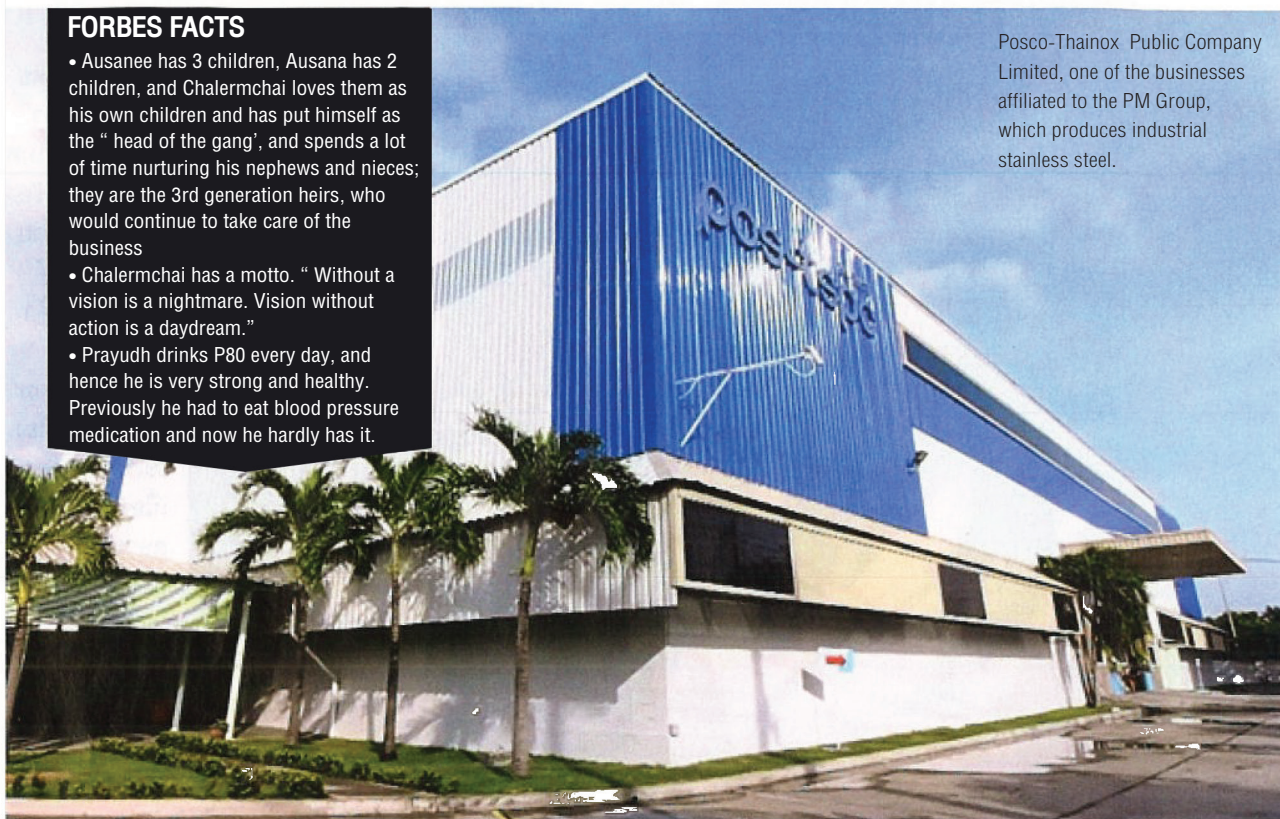 FORBES FACTS
• Ausanee has 3 children, Ausana has 2
children, and Chalermchai loves them as
his own children and has put himself as
the “ head of the gang’, and spends a lot
of time nurturing his nephews and nieces;
they are the 3rd generation heirs, who
would continue to take care of the
business
• Chalermchai has a motto. “ Without a
vision is a nightmare. Vision without
action is a daydream.”
• Prayudh drinks P80 every day, and
hence he is very strong and healthy.
Previously he had to eat blood pressure
medication and now he hardly has it.
Posco-Thainox Public Company
Limited, one of the businesses
affiliated to the PM Group,
which produces industrial
stainless steel.